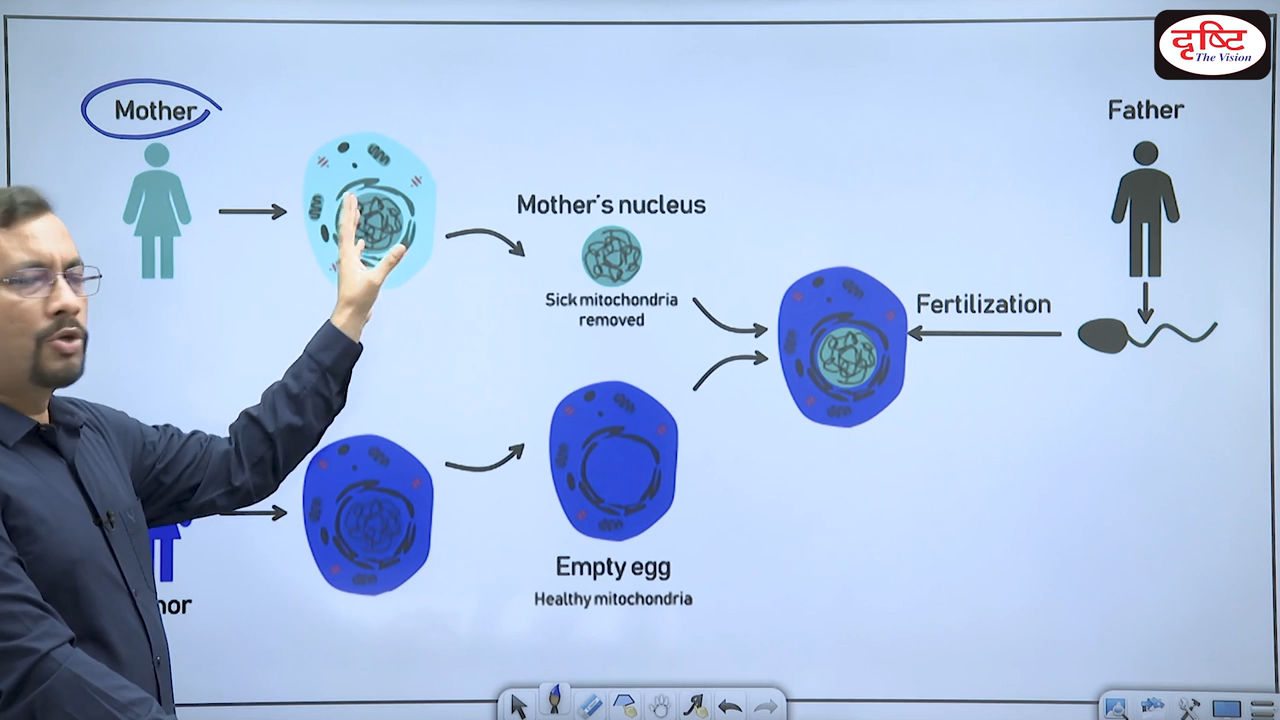 दृष्टि
The Vision
Mother
Father
Mother's nucleus
Sick mitochondria
removed
Fertilization
Empty egg
Healthy mitochondria